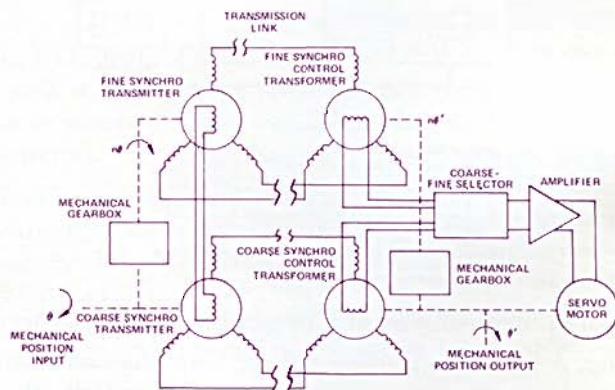 TRANSMISSION
LINK
FINE SYNCHRO
TRANSMITTER
FINE SYNCHRO
CONTROL
TRANSFORMER
nθ
nθ'
COARSE-
FINE SELECTOR
AMPLIFIER
MECHANICAL
GEARBOX
COARSE SYNCHRO
CONTROL
TRANSFORMER
MECHANICAL
GEARBOX
SERVO
MOTOR
θ
COARSE SYNCHRO
TRANSMITTER
MECHANICAL
POSITION
INPUT
θ'
MECHANICAL
POSITION OUTPUT